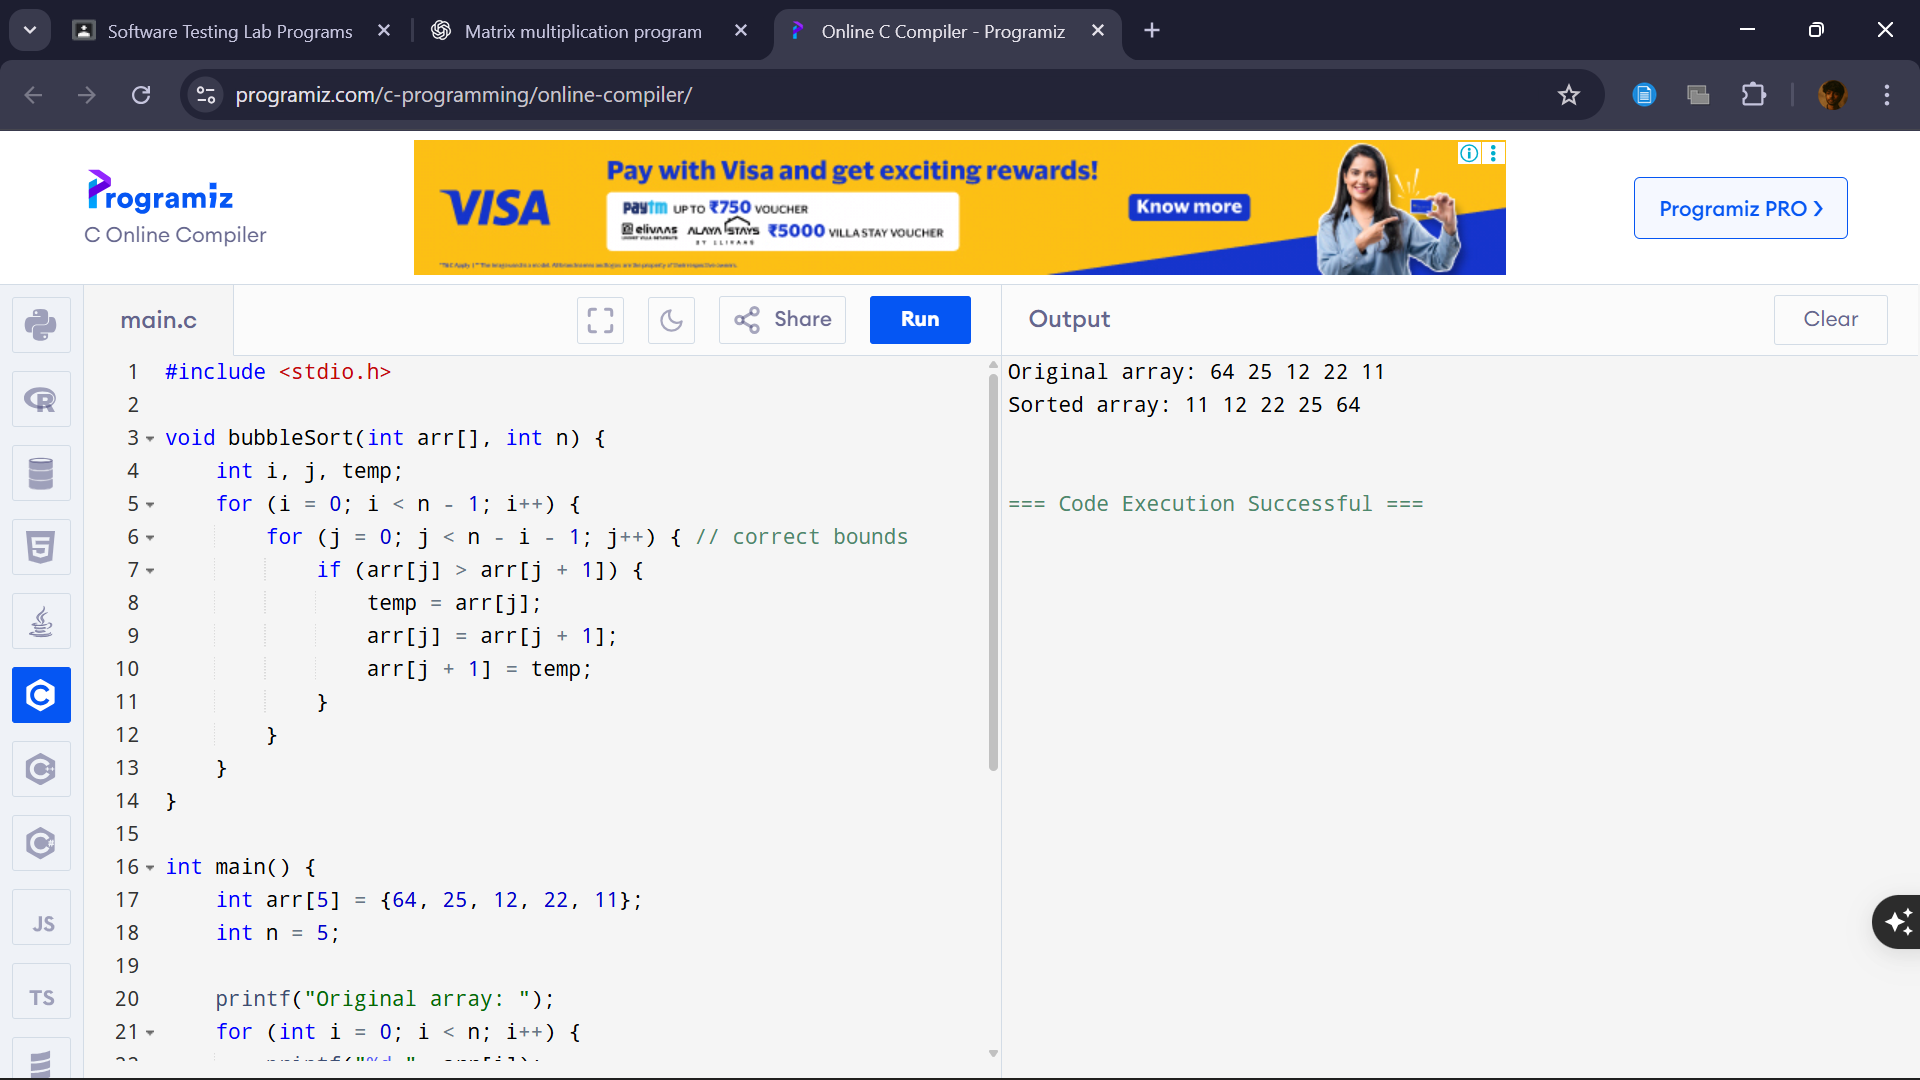 Software Testing Lab Programs
Matrix multiplication program
Online C Compiler - Programiz
programiz.com/c-programming/online-compiler/
Programiz
C Online Compiler
VISA
Pay with Visa and get exciting rewards!
paytm UP TO ₹750 VOUCHER
elivaas ALAYA STAYS ₹5000 VILLA STAY VOUCHER
BY ELIVAAS
Know more
Programiz PRO
main.c
Share
Run
Output
Clear
1 #include <stdio.h>
2
3 void bubbleSort(int arr[], int n) {
4 int i, j, temp;
5 for (i = 0; i < n - 1; i++) {
6 for (j = 0; j < n - i - 1; j++) { // correct bounds
7 if (arr[j] > arr[j + 1]) {
8 temp = arr[j];
9 arr[j] = arr[j + 1];
10 arr[j + 1] = temp;
11 }
12 }
13 }
14 }
15
16 int main() {
17 int arr[5] = {64, 25, 12, 22, 11};
18 int n = 5;
19
20 printf("Original array: ");
21 for (int i = 0; i < n; i++) {
Original array: 64 25 12 22 11
Sorted array: 11 12 22 25 64
=== Code Execution Successful ===
R
5
C
C
C
JS
TS